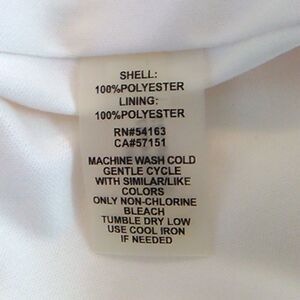 SHELL:
100%POLYESTER
LINING:
100%POLYESTER
RN#54163
CA#57151
MACHINE WASH COLD
GENTLE CYCLE
WITH SIMILAR/LIKE
COLORS
ONLY NON-CHLORINE
BLEACH
TUMBLE DRY LOW
USE COOL IRON
IF NEEDED